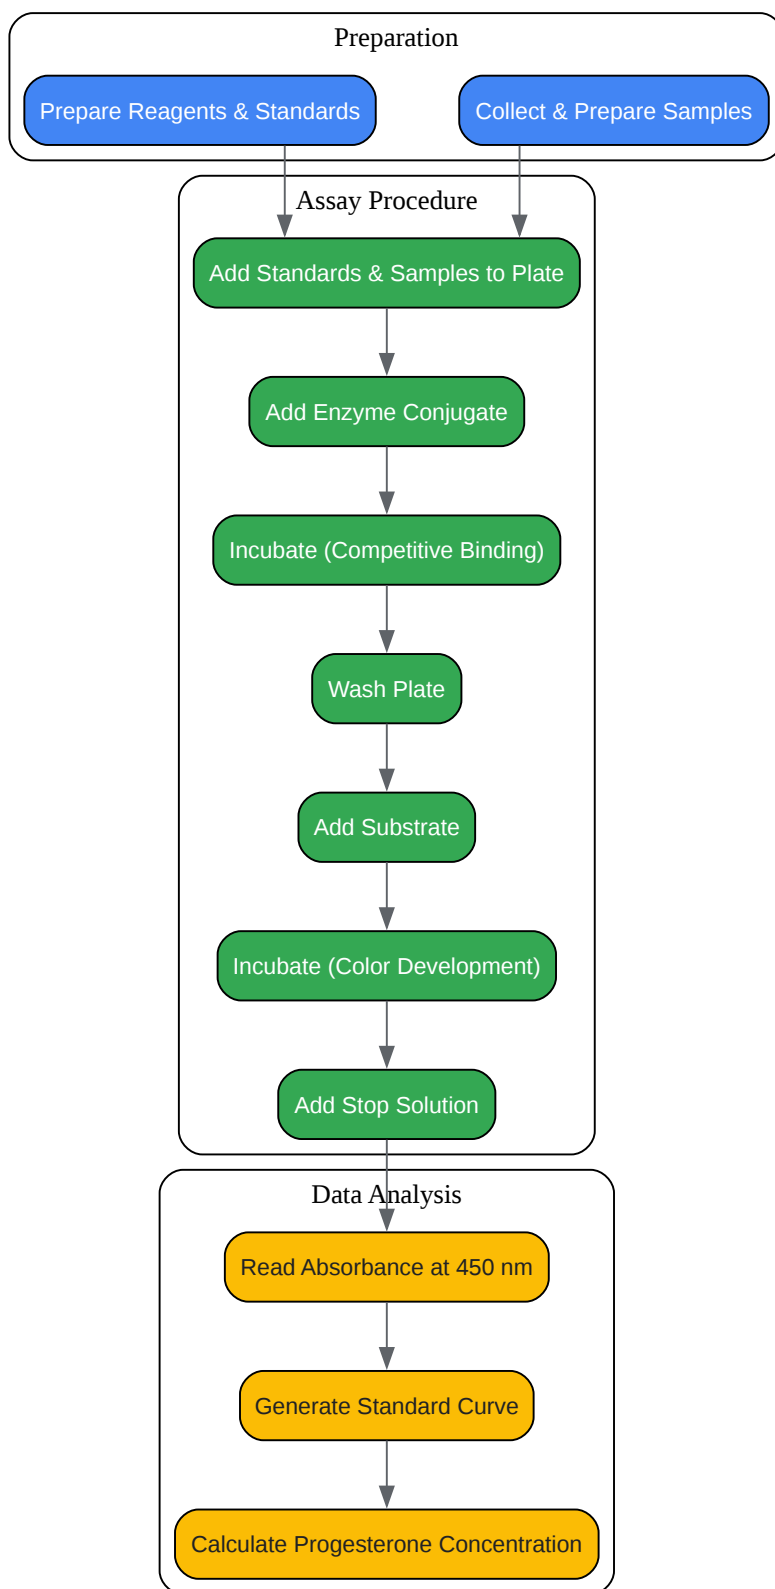 Preparation
Prepare Reagents & Standards
Collect & Prepare Samples
Assay Procedure
Add Standards & Samples to Plate
Add Enzyme Conjugate
Incubate (Competitive Binding)
Wash Plate
Add Substrate
Incubate (Color Development)
Add Stop Solution
Data Analysis
Read Absorbance at 450 nm
Generate Standard Curve
Calculate Progesterone Concentration